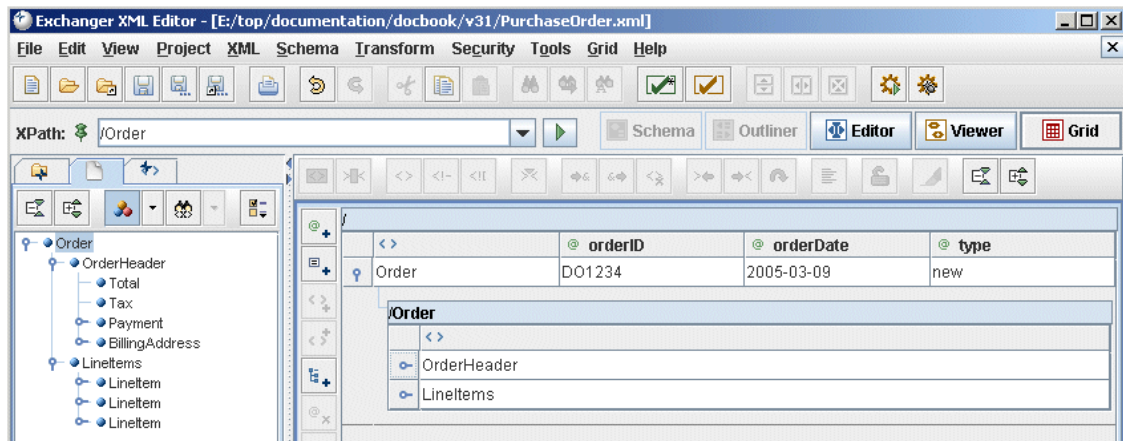 Exchanger XML Editor - [E:/top/documentation/docbook/v31/PurchaseOrder.xml]
File Edit View Project XML Schema Transform Security Tools Grid Help
XPath: /Order Schema Outliner Editor Viewer Grid
/
<> @ orderID @ orderDate @ type
Order DO1234 2005-03-09 new
/Order
<>
OrderHeader
LineItems
Order
OrderHeader
Total
Tax
Payment
BillingAddress
LineItems
LineItem
LineItem
LineItem